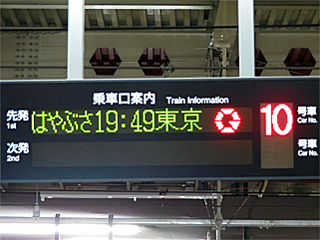 乗車口案内 Train Information
先発 はやぶさ19:49東京 10 号車
1st Car No.
次発 号車
2nd Car No.